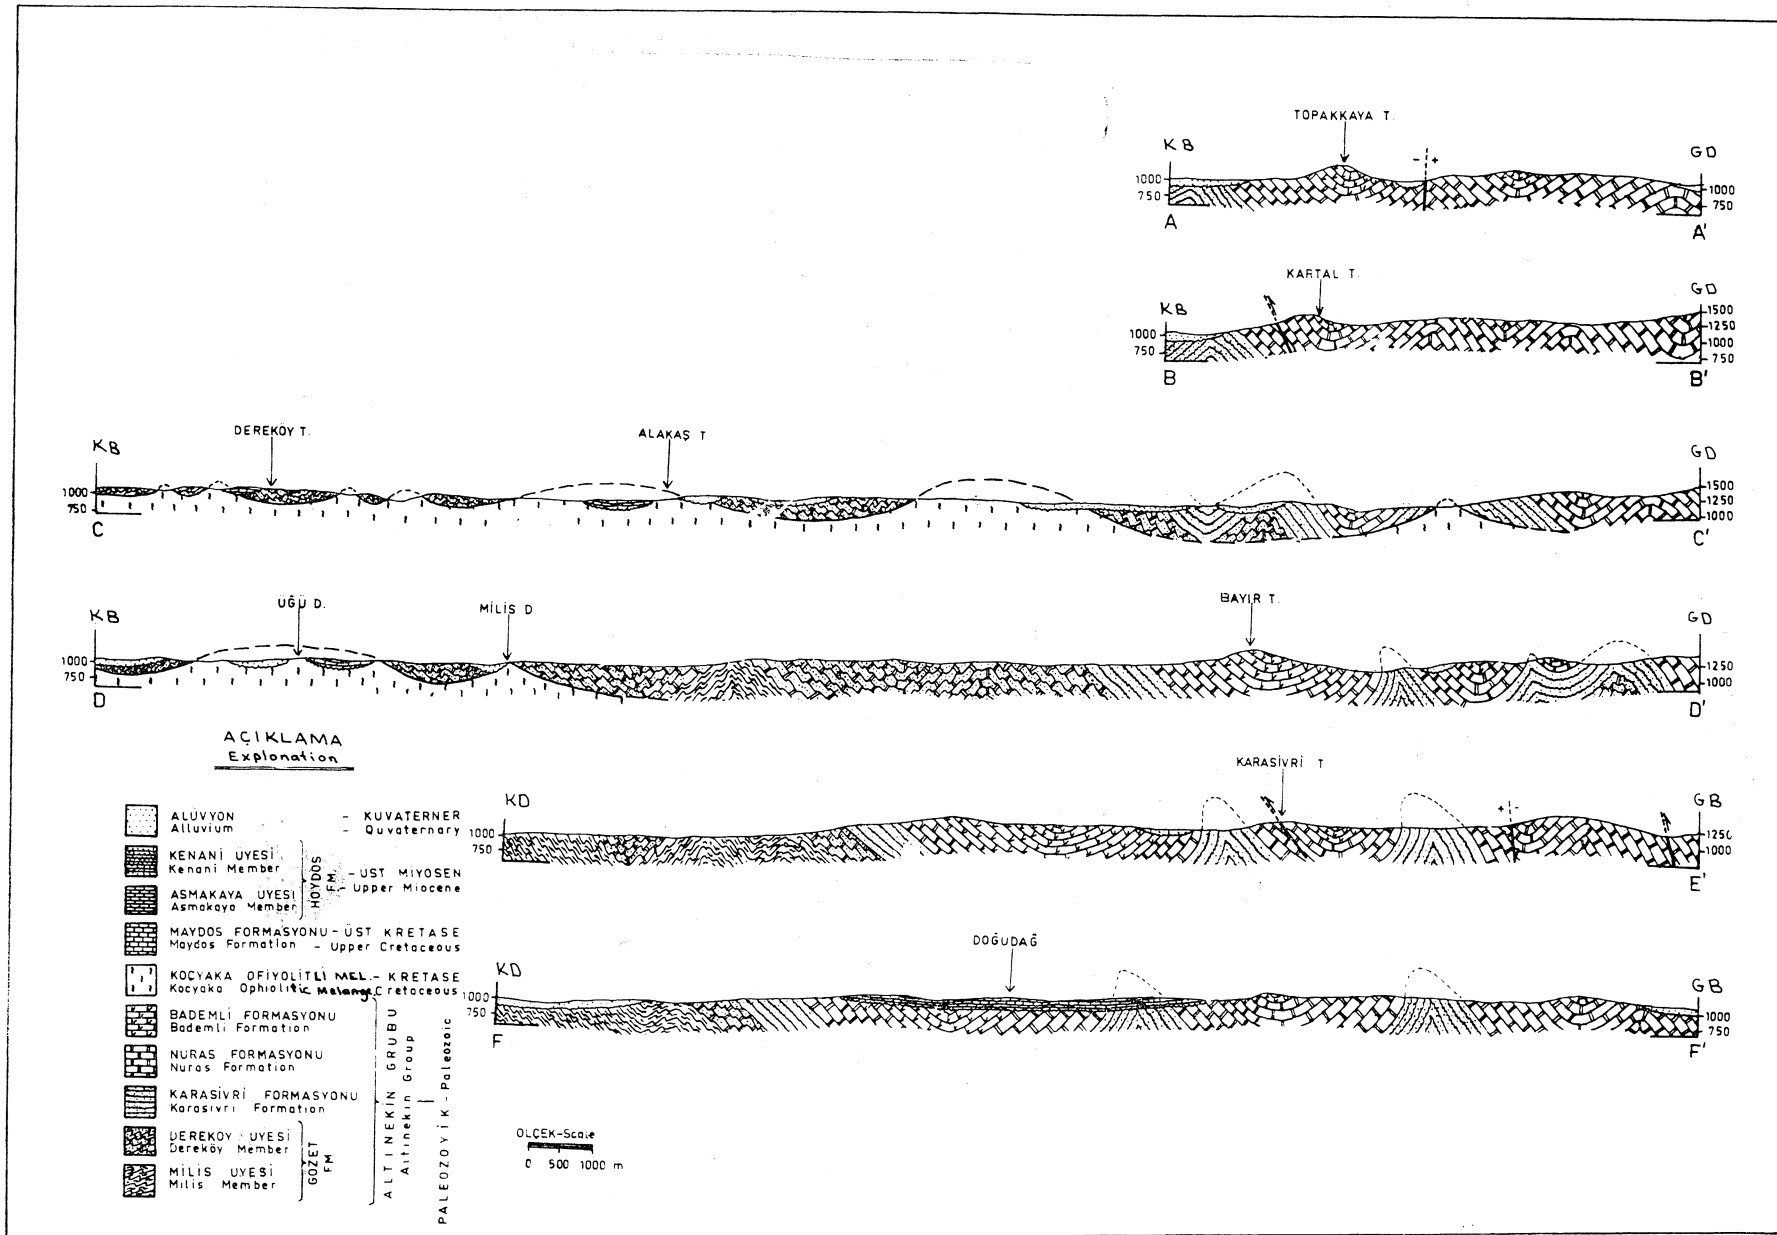 TOPAKKAYA T.
KB
GD
- +
1000
750
1000
750
A
A'
KARTAL T.
KB
GD
1000
750
1500
1250
1000
750
B
B'
DEREKÖY T.
ALAKAŞ T
KB
GD
1000
750
1500
1250
1000
C
C'
ÜĞÜ D.
MİLİS D.
BAYIR T.
KB
GD
1000
750
1250
1000
D
D'
KARASİVRİ T
KD
GB
+ -
1000
750
1250
1000
E'
DOĞUDAĞ
KD
GB
1000
750
1000
750
F
F'
AÇIKLAMA
Explonation
ALÜVYON - KUVATERNER
Alluvium - Quvaternary
KENANİ ÜYESİ
Kenani Member
ASMAKAYA ÜYESİ
Asmakaya Member
HOYDOS FM.
- ÜST MİYOSEN
- Upper Miocene
MAYDOS FORMASYONU - ÜST KRETASE
Maydos Formation - Upper Cretaceous
KOÇYAKA OFİYOLİTLİ MEL. - KRETASE
Koçyaka Ophiolitic Melang. Cretaceous
BADEMLİ FORMASYONU
Bademli Formation
NURAS FORMASYONU
Nuras Formation
KARASİVRİ FORMASYONU
Karasivri Formation
DEREKÖY ÜYESİ
Dereköy Member
MİLİS ÜYESİ
Milis Member
GÖZET FM
ALTINEKİN GRUBU
Altınekin Group
PALEOZOYİK - Paleozoic
ÖLÇEK-Scale
0 500 1000 m